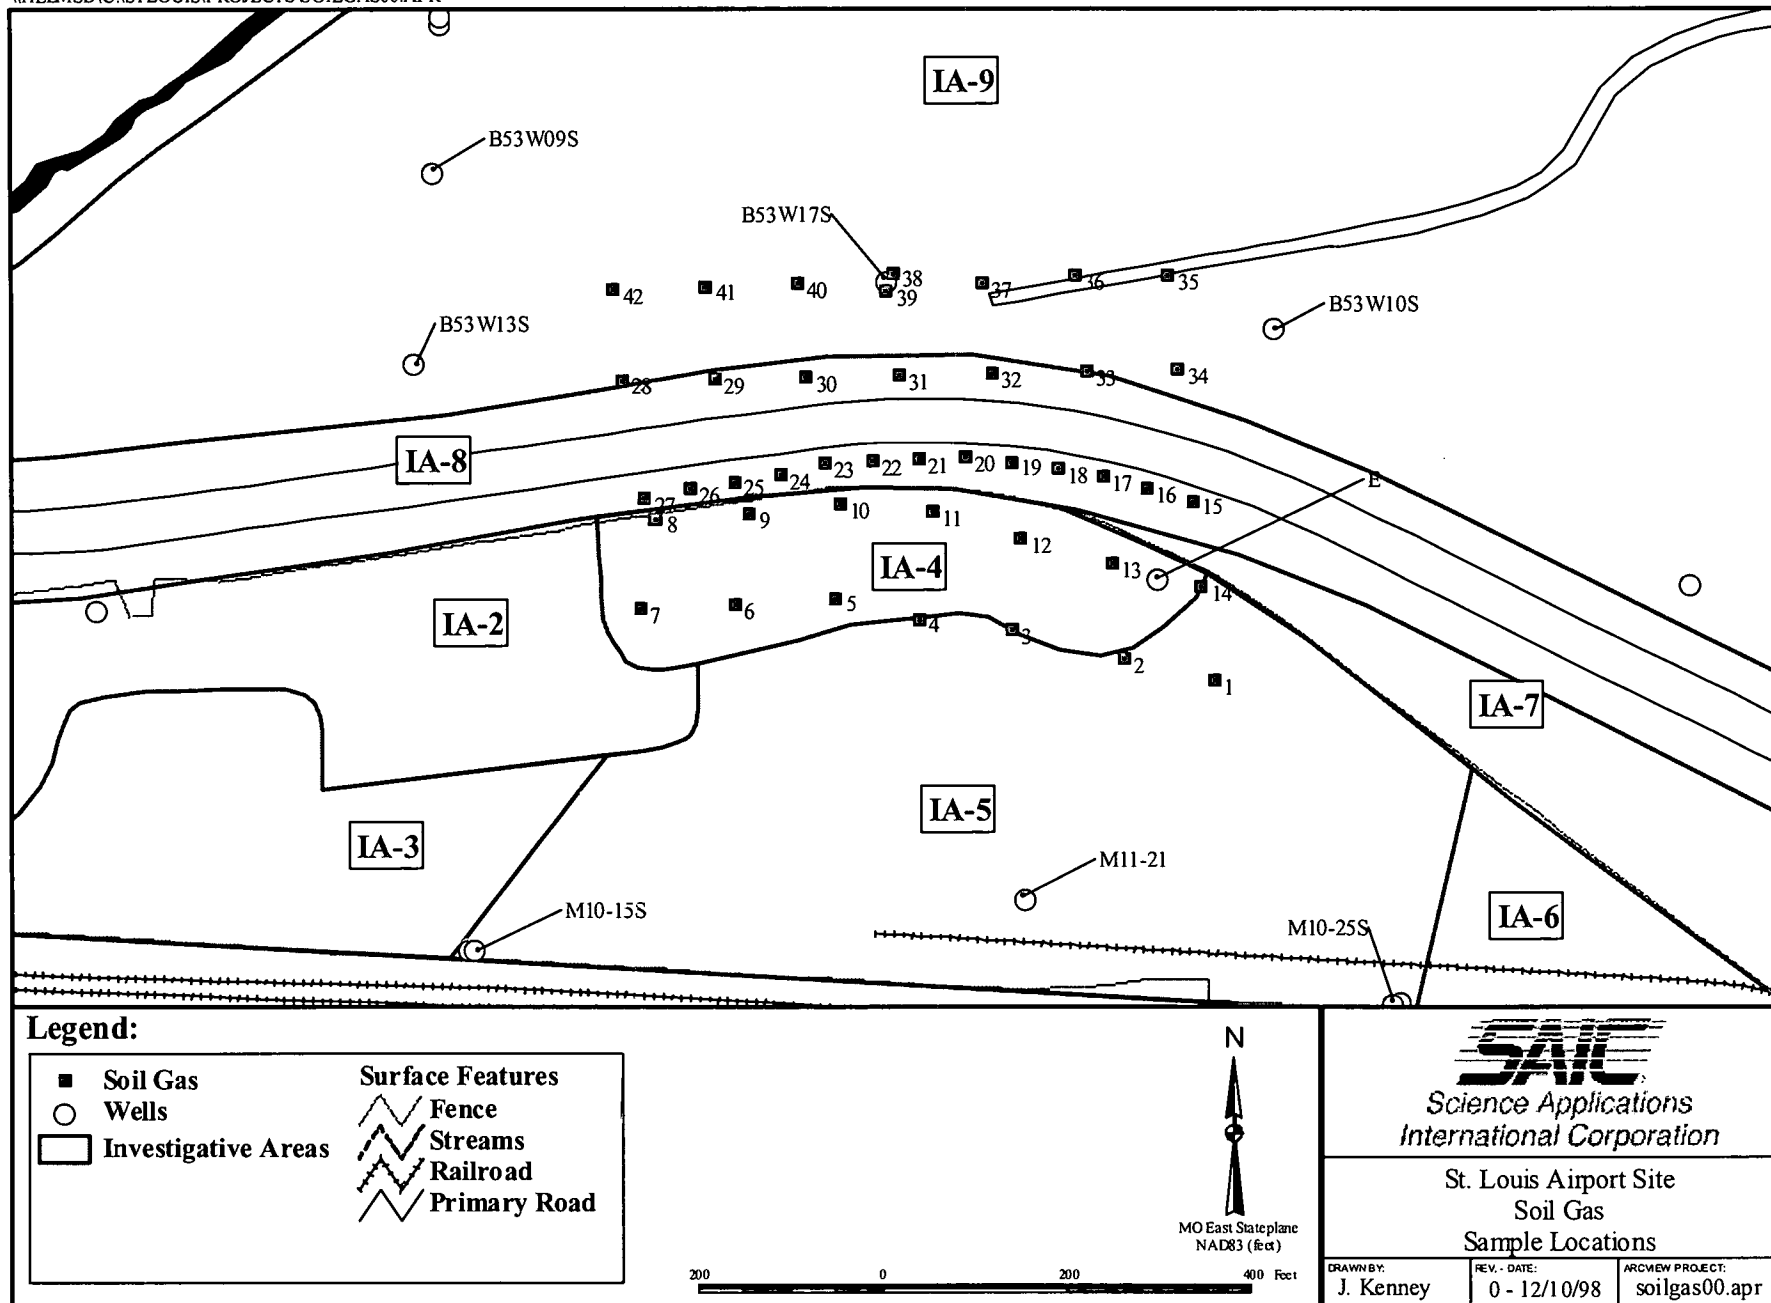 IA-9
B53W09S
B53W17S
38
39
42
41
40
37
36
35
B53W10S
B53W13S
28
29
30
31
32
33
34
IA-8
E
27
26
25
24
23
22
21
20
19
18
17
16
15
8
9
10
11
12
13
14
IA-4
IA-2
7
6
5
4
3
2
1
IA-7
IA-5
IA-3
M11-21
M10-15S
M10-25S
IA-6
Legend:
Soil Gas
Wells
Investigative Areas
Surface Features
Fence
Streams
Railroad
Primary Road
N
MO East Stateplane
NAD83 (feet)
200 0 200 400 Feet
SAIC
Science Applications
International Corporation
St. Louis Airport Site
Soil Gas
Sample Locations
DRAWN BY:
J. Kenney
REV. - DATE:
0 - 12/10/98
ARCVIEW PROJECT:
soilgas00.apr